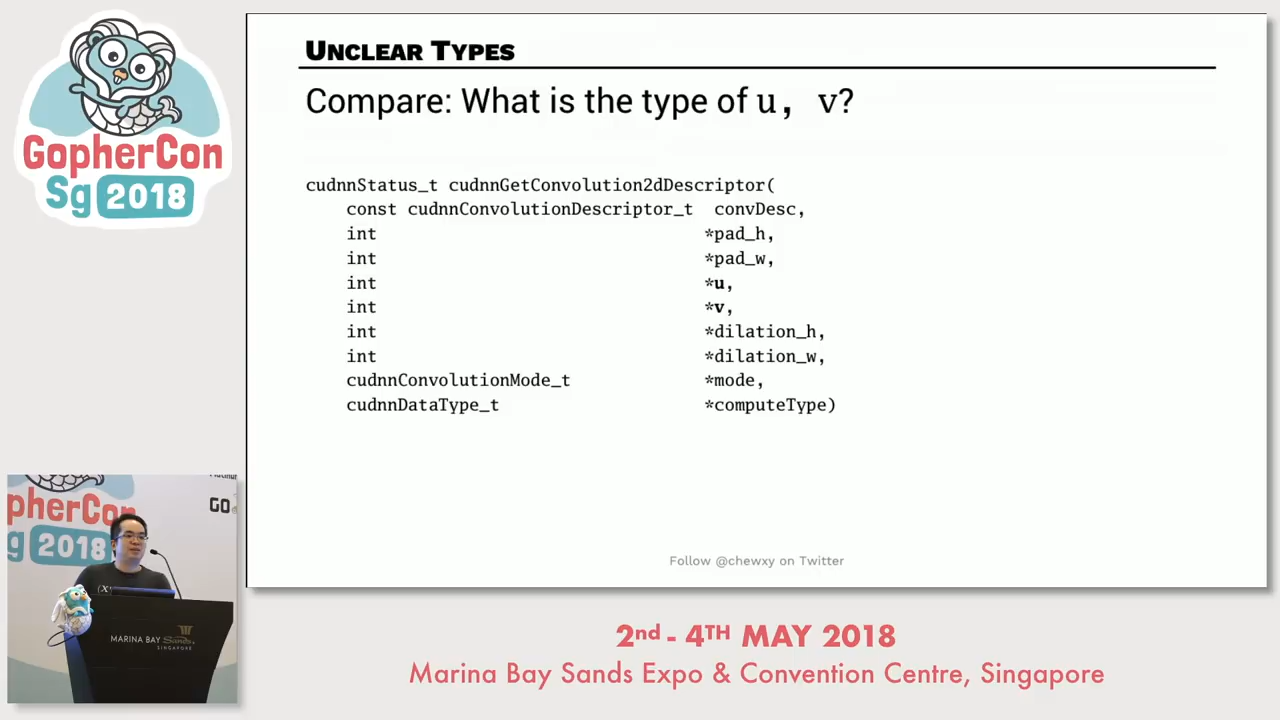 GopherCon
Sg 2018
UNCLEAR TYPES
Compare: What is the type of u, v?
cudnnStatus_t cudnnGetConvolution2dDescriptor(
const cudnnConvolutionDescriptor_t convDesc,
int *pad_h,
int *pad_w,
int *u,
int *v,
int *dilation_h,
int *dilation_w,
cudnnConvolutionMode_t *mode,
cudnnDataType_t *computeType)
Follow @chewxy on Twitter
pherCon
g 2018
GO
MARINA BAY Sands
SINGAPORE
2nd - 4TH MAY 2018
Marina Bay Sands Expo & Convention Centre, Singapore